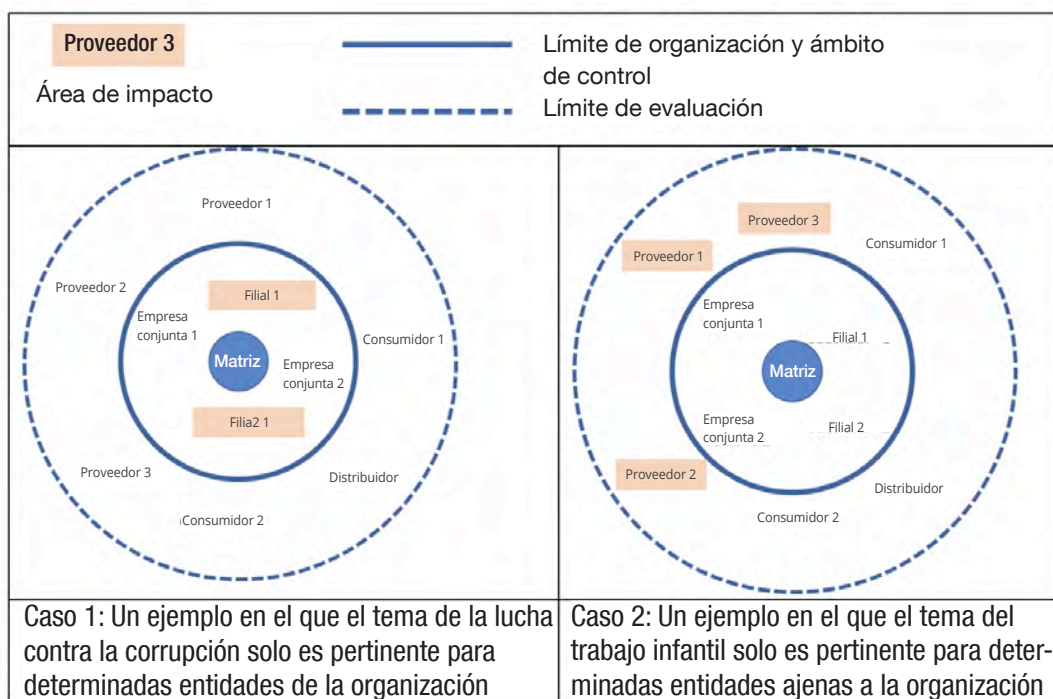 Proveedor 3
Área de impacto
Límite de organización y ámbito
de control
Límite de evaluación
Proveedor 1
Proveedor 2
Filial 1
Empresa
conjunta 1
Consumidor 1
Matriz
Empresa
conjunta 2
Filia2 1
Proveedor 3
Distribuidor
Consumidor 2
Proveedor 3
Consumidor 1
Proveedor 1
Empresa
conjunta 1
Filial 1
Matriz
Empresa
conjunta 2
Filial 2
Proveedor 2
Distribuidor
Consumidor 2
Caso 1: Un ejemplo en el que el tema de la lucha
contra la corrupción solo es pertinente para
determinadas entidades de la organización
Caso 2: Un ejemplo en el que el tema del
trabajo infantil solo es pertinente para deter-
minadas entidades ajenas a la organización